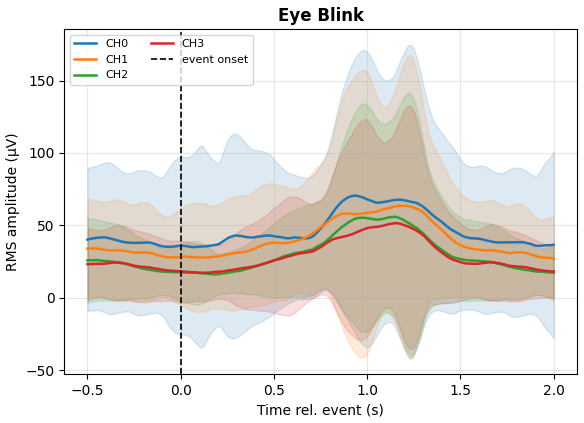 Eye Blink
CH0
CH1
CH2
CH3
event onset
RMS amplitude (µV)
150
100
50
0
−50
−0.5
0.0
0.5
1.0
1.5
2.0
Time rel. event (s)